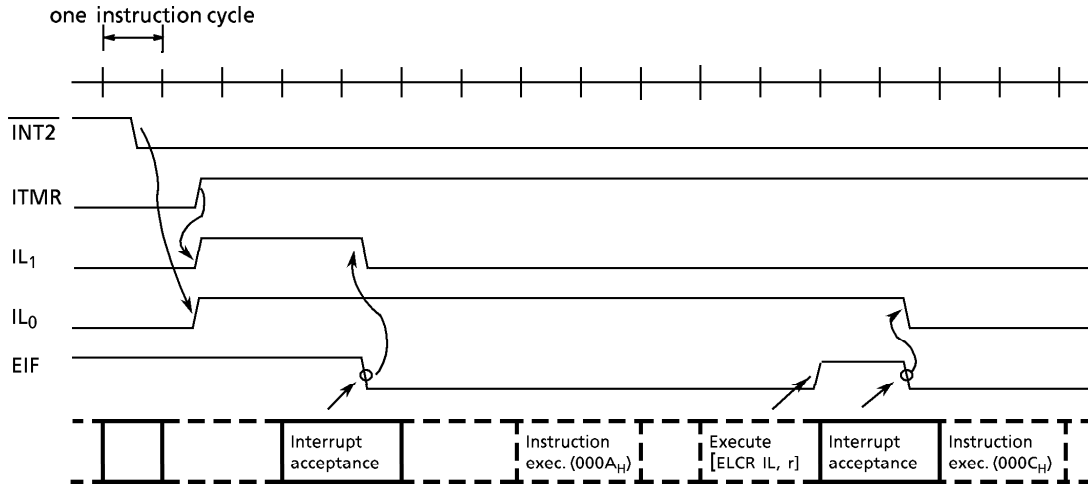 one instruction cycle
INT2
ITMR
IL1
IL0
EIF
Interrupt
acceptance
Instruction
exec. (000AH)
Execute
[ELCR IL, r]
Interrupt
acceptance
Instruction
exec. (000CH)